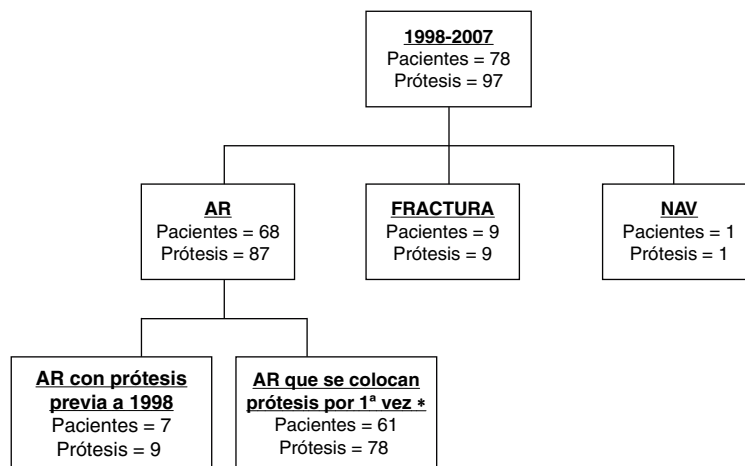 1998-2007
Pacientes = 78
Prótesis = 97
AR
Pacientes = 68
Prótesis = 87
FRACTURA
Pacientes = 9
Prótesis = 9
NAV
Pacientes = 1
Prótesis = 1
AR con prótesis
previa a 1998
Pacientes = 7
Prótesis = 9
AR que se colocan
prótesis por 1ª vez *
Pacientes = 61
Prótesis = 78